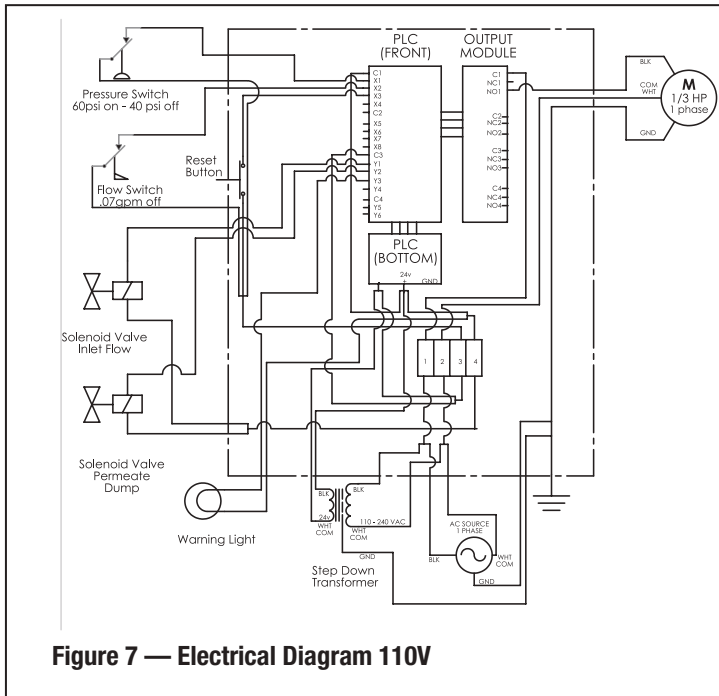 PLC
(FRONT)
OUTPUT
MODULE
C1
X1
X2
X3
X4
C2
X5
X6
X7
X8
C3
Y1
Y2
Y3
Y4
C4
Y5
Y6
C1
NC1
NO1
C2
NC2
NO2
C3
NC3
NO3
C4
NC4
NO4
BLK
COM
WHT
GND
M
1/3 HP
1 phase
Pressure Switch
60psi on - 40 psi off
Reset
Button
Flow Switch
.07gpm off
PLC
(BOTTOM)
24v
- + GND
Solenoid Valve
Inlet Flow
1 2 3 4
Solenoid Valve
Permeate
Dump
Warning Light
BLK
24v
WHT
COM
BLK
110 - 240 VAC
WHT
COM
GND
Step Down
Transformer
AC SOURCE
1 PHASE
BLK
WHT
COM
GND
Figure 7 — Electrical Diagram 110V